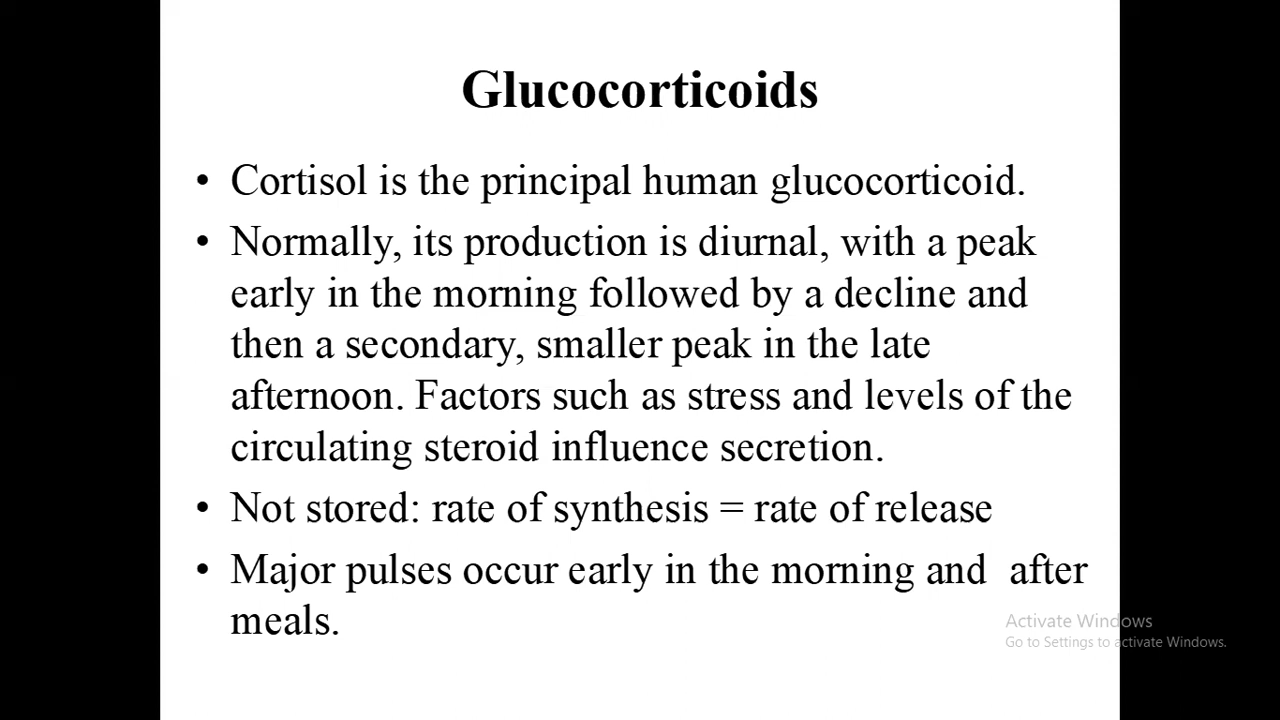 Glucocorticoids
• Cortisol is the principal human glucocorticoid.
• Normally, its production is diurnal, with a peak
early in the morning followed by a decline and
then a secondary, smaller peak in the late
afternoon. Factors such as stress and levels of the
circulating steroid influence secretion.
• Not stored: rate of synthesis = rate of release
• Major pulses occur early in the morning and  after
meals.
Activate Windows
Go to Settings to activate Windows.